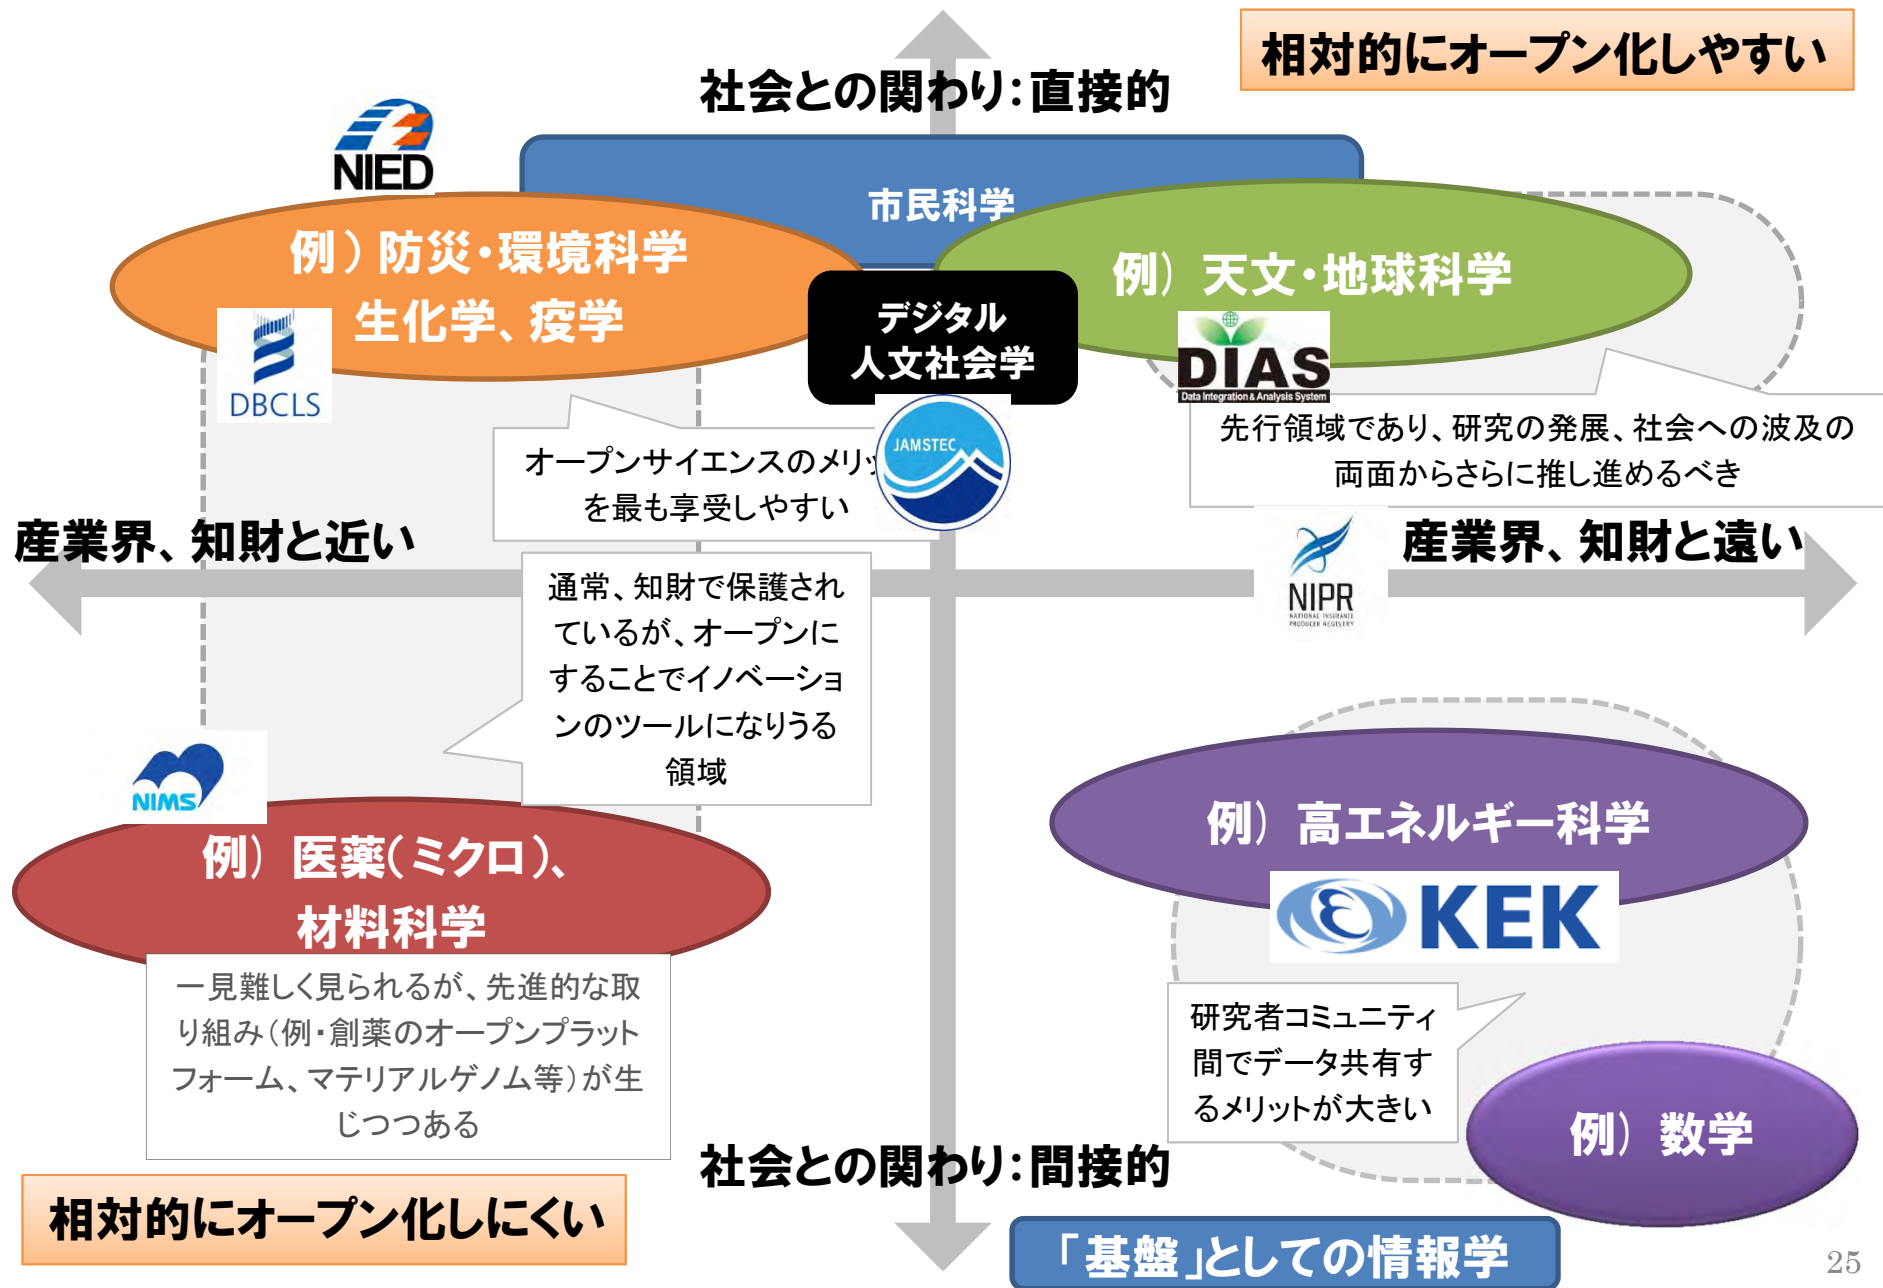 相対的にオープン化しやすい
社会との関わり：直接的
NIED
市民科学
例）防災・環境科学
生化学、疫学
例）天文・地球科学
デジタル
人文社会学
DBCLS
DIAS
Data Integration & Analysis System
JAMSTEC
先行領域であり、研究の発展、社会への波及の
両面からさらに推し進めるべき
オープンサイエンスのメリッ
を最も享受しやすい
産業界、知財と近い
産業界、知財と遠い
NIPR
NATIONAL INSURANCE
PRODUCER REGISTRY
通常、知財で保護され
ているが、オープンに
することでイノベーショ
ンのツールになりうる
領域
NIMS
例）医薬（ミクロ）、
材料科学
例）高エネルギー科学
KEK
一見難しく見られるが、先進的な取
り組み（例・創薬のオープンプラット
フォーム、マテリアルゲノム等）が生
じつつある
研究者コミュニティ
間でデータ共有す
るメリットが大きい
例）数学
社会との関わり：間接的
相対的にオープン化しにくい
「基盤」としての情報学
25